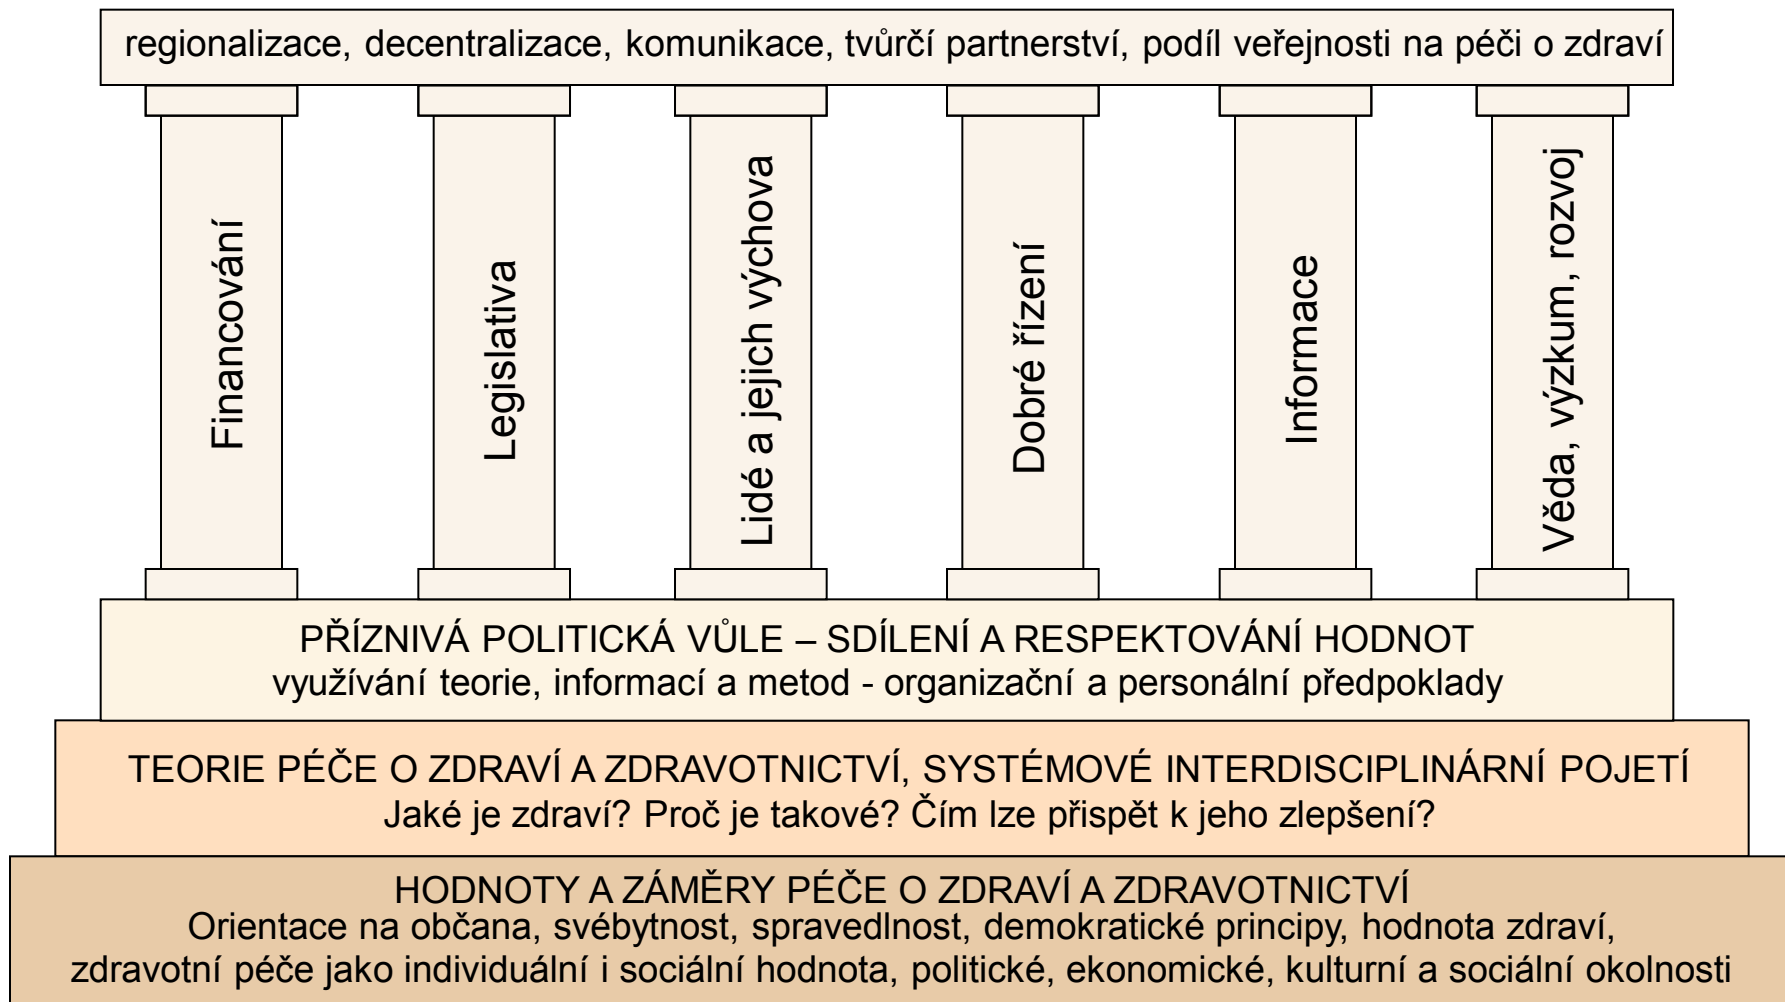 regionalizace, decentralizace, komunikace, tvůrčí partnerství, podíl veřejnosti na péči o zdraví
Financování
Legislativa
Lidé a jejich výchova
Dobré řízení
Informace
Věda, výzkum, rozvoj
PŘÍZNIVÁ POLITICKÁ VŮLE – SDÍLENÍ A RESPEKTOVÁNÍ HODNOT
využívání teorie, informací a metod - organizační a personální předpoklady
TEORIE PÉČE O ZDRAVÍ A ZDRAVOTNICTVÍ, SYSTÉMOVÉ INTERDISCIPLINÁRNÍ POJETÍ
Jaké je zdraví? Proč je takové? Čím lze přispět k jeho zlepšení?
HODNOTY A ZÁMĚRY PÉČE O ZDRAVÍ A ZDRAVOTNICTVÍ
Orientace na občana, svébytnost, spravedlnost, demokratické principy, hodnota zdraví,
zdravotní péče jako individuální i sociální hodnota, politické, ekonomické, kulturní a sociální okolnosti